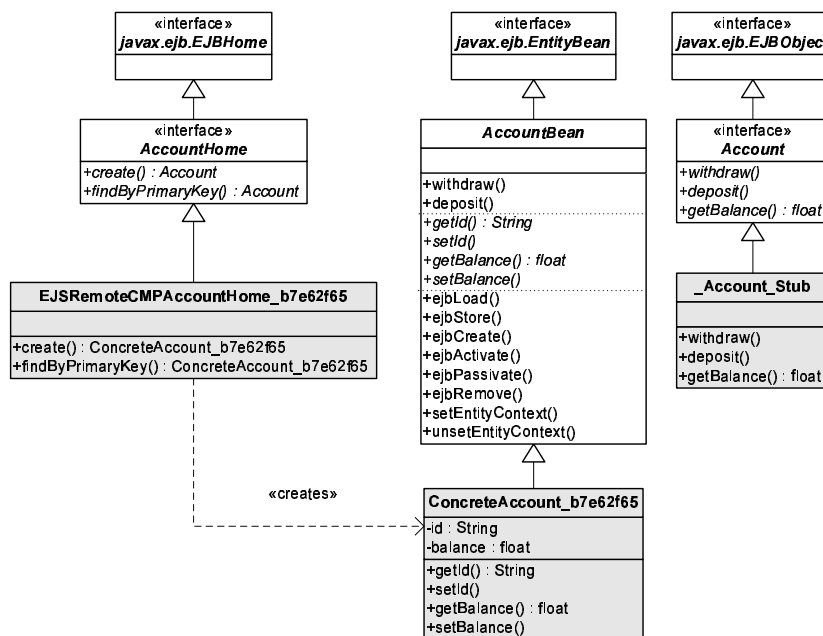 «interface»
javax.ejb.EJBHome
«interface»
javax.ejb.EntityBean
«interface»
javax.ejb.EJBObjec
«interface»
AccountHome
+create() : Account
+findByPrimaryKey() : Account
AccountBean
+withdraw()
+deposit()
+getId() : String
+setId()
+getBalance() : float
+setBalance()
+ejbLoad()
+ejbStore()
+ejbCreate()
+ejbActivate()
+ejbPassivate()
+ejbRemove()
+setEntityContext()
+unsetEntityContext()
«interface»
Account
+withdraw()
+deposit()
+getBalance() : float
EJSRemoteCMPAccountHome_b7e62f65
+create() : ConcreteAccount_b7e62f65
+findByPrimaryKey() : ConcreteAccount_b7e62f65
_Account_Stub
+withdraw()
+deposit()
+getBalance() : float
«creates»
ConcreteAccount_b7e62f65
-id : String
-balance : float
+getId() : String
+setId()
+getBalance() : float
+setBalance()